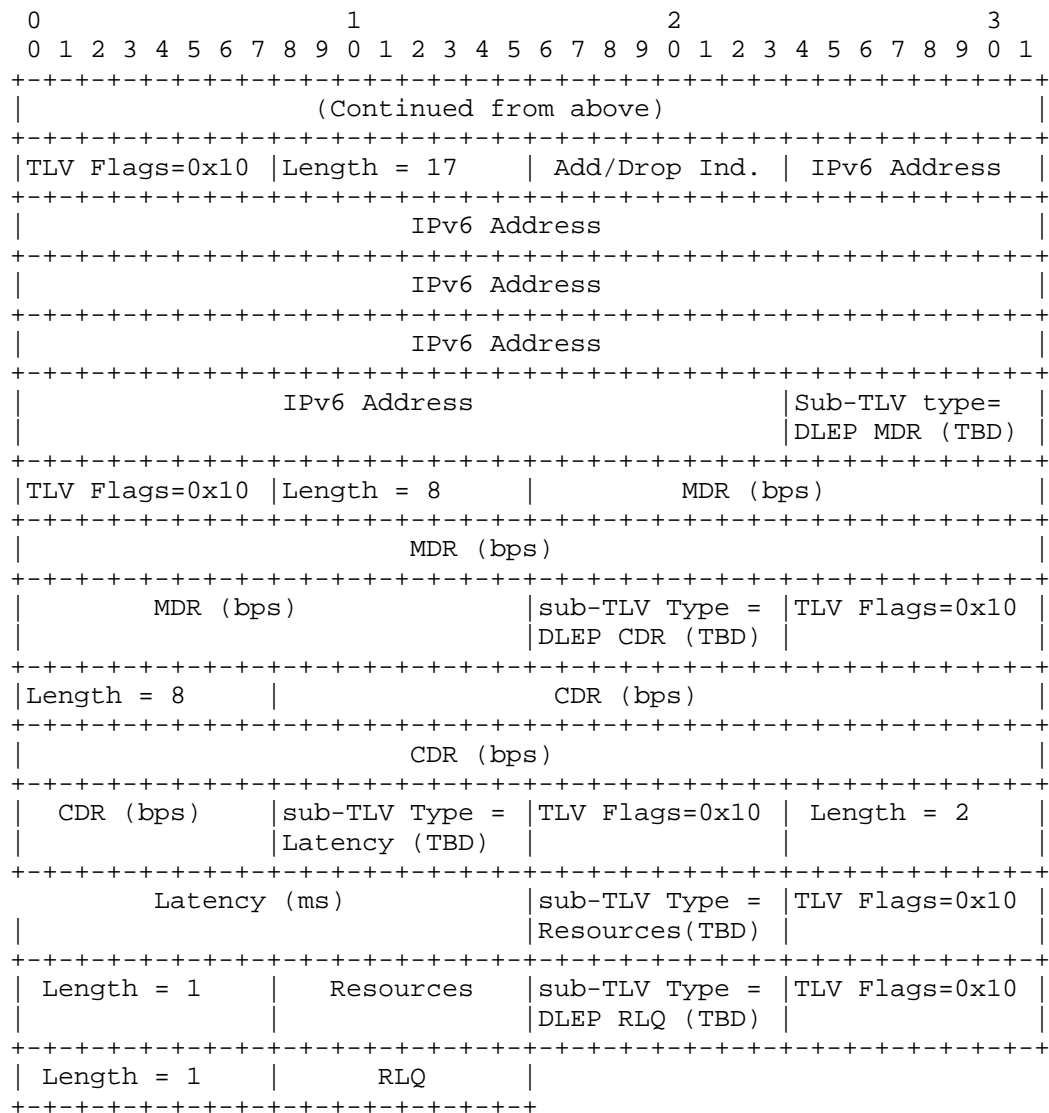 0                   1                   2                   3
 0 1 2 3 4 5 6 7 8 9 0 1 2 3 4 5 6 7 8 9 0 1 2 3 4 5 6 7 8 9 0 1
+-+-+-+-+-+-+-+-+-+-+-+-+-+-+-+-+-+-+-+-+-+-+-+-+-+-+-+-+-+-+-+-+
|                  (Continued from above)                       |
+-+-+-+-+-+-+-+-+-+-+-+-+-+-+-+-+-+-+-+-+-+-+-+-+-+-+-+-+-+-+-+-+
|TLV Flags=0x10 |Length = 17    | Add/Drop Ind. | IPv6 Address  |
+-+-+-+-+-+-+-+-+-+-+-+-+-+-+-+-+-+-+-+-+-+-+-+-+-+-+-+-+-+-+-+-+
|                        IPv6 Address                           |
+-+-+-+-+-+-+-+-+-+-+-+-+-+-+-+-+-+-+-+-+-+-+-+-+-+-+-+-+-+-+-+-+
|                        IPv6 Address                           |
+-+-+-+-+-+-+-+-+-+-+-+-+-+-+-+-+-+-+-+-+-+-+-+-+-+-+-+-+-+-+-+-+
|                        IPv6 Address                           |
+-+-+-+-+-+-+-+-+-+-+-+-+-+-+-+-+-+-+-+-+-+-+-+-+-+-+-+-+-+-+-+-+
|                IPv6 Address                   |Sub-TLV type=  |
|                                               |DLEP MDR (TBD) |
+-+-+-+-+-+-+-+-+-+-+-+-+-+-+-+-+-+-+-+-+-+-+-+-+-+-+-+-+-+-+-+-+
|TLV Flags=0x10 |Length = 8     |         MDR (bps)             |
+-+-+-+-+-+-+-+-+-+-+-+-+-+-+-+-+-+-+-+-+-+-+-+-+-+-+-+-+-+-+-+-+
|                        MDR (bps)                              |
+-+-+-+-+-+-+-+-+-+-+-+-+-+-+-+-+-+-+-+-+-+-+-+-+-+-+-+-+-+-+-+-+
|        MDR (bps)              |sub-TLV Type = |TLV Flags=0x10 |
|                               |DLEP CDR (TBD) |               |
+-+-+-+-+-+-+-+-+-+-+-+-+-+-+-+-+-+-+-+-+-+-+-+-+-+-+-+-+-+-+-+-+
|Length = 8     |                 CDR (bps)                     |
+-+-+-+-+-+-+-+-+-+-+-+-+-+-+-+-+-+-+-+-+-+-+-+-+-+-+-+-+-+-+-+-+
|                        CDR (bps)                              |
+-+-+-+-+-+-+-+-+-+-+-+-+-+-+-+-+-+-+-+-+-+-+-+-+-+-+-+-+-+-+-+-+
|  CDR (bps)    |sub-TLV Type = |TLV Flags=0x10 | Length = 2    |
|               |Latency (TBD)  |               |               |
+-+-+-+-+-+-+-+-+-+-+-+-+-+-+-+-+-+-+-+-+-+-+-+-+-+-+-+-+-+-+-+-+
         Latency (ms)           |sub-TLV Type = |TLV Flags=0x10 |
|                               |Resources(TBD) |               |
+-+-+-+-+-+-+-+-+-+-+-+-+-+-+-+-+-+-+-+-+-+-+-+-+-+-+-+-+-+-+-+-+
| Length = 1    |   Resources   |sub-TLV Type = |TLV Flags=0x10 |
|               |               |DLEP RLQ (TBD) |               |
+-+-+-+-+-+-+-+-+-+-+-+-+-+-+-+-+-+-+-+-+-+-+-+-+-+-+-+-+-+-+-+-+
| Length = 1    |      RLQ      |
+-+-+-+-+-+-+-+-+-+-+-+-+-+-+-+-+